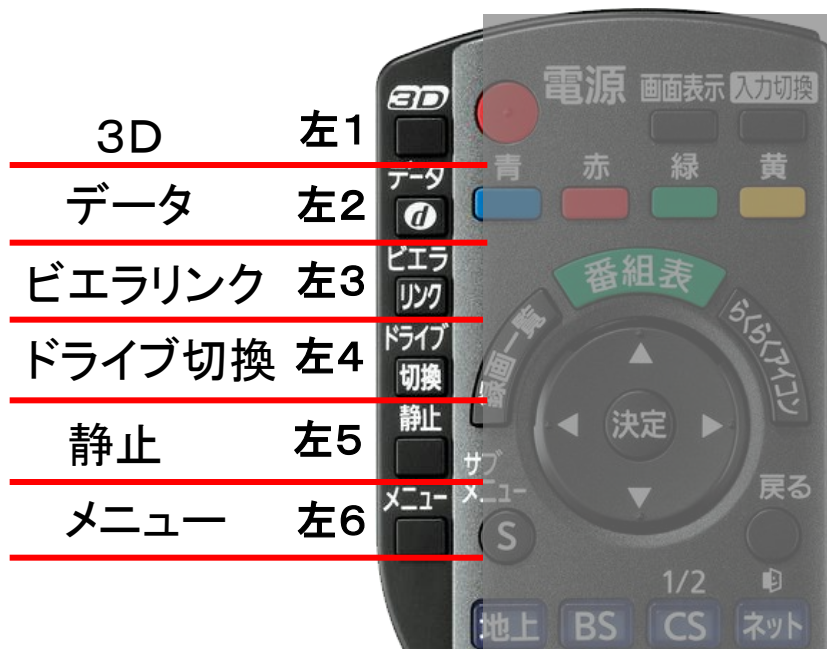 3D 左1
データ 左2
ビエラリンク 左3
ドライブ切換 左4
静止 左5
メニュー 左6
3D
データ
d
ビエラ
リンク
ドライブ
切換
静止
メニュー
電源 画面表示 入力切換
青 赤 緑 黄
番組表
録画一覧
らくらくアイコン
決定
サブ
メニュー
S
戻る
1/2
地上 BS CS ネット